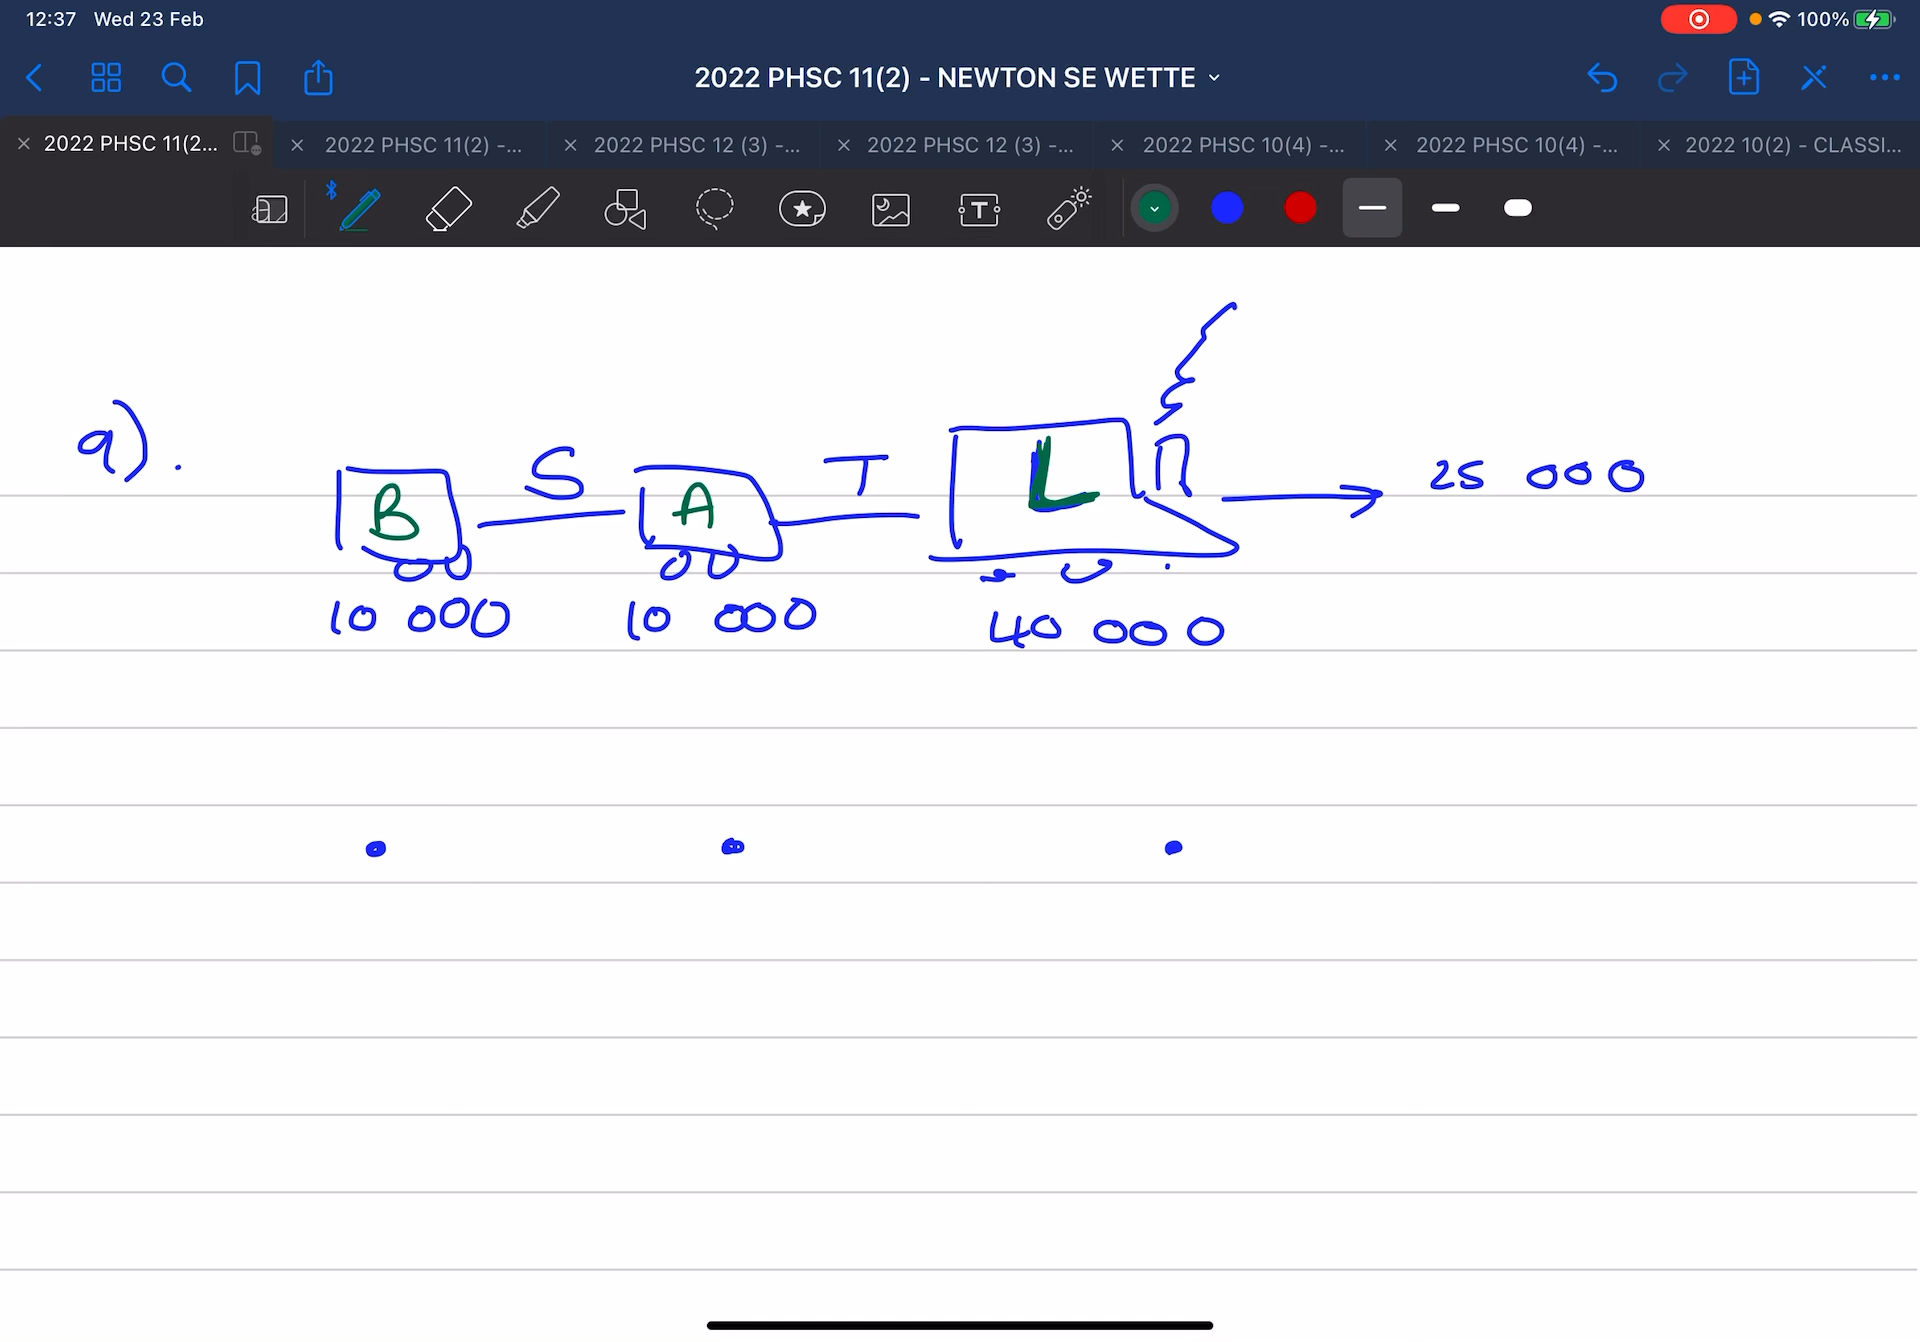 12:37 Wed 23 Feb
100%
2022 PHSC 11(2) - NEWTON SE WETTE
2022 PHSC 11(2...
2022 PHSC 11(2) -...
2022 PHSC 12 (3) -...
2022 PHSC 12 (3) -...
2022 PHSC 10(4) -...
2022 PHSC 10(4) -...
2022 10(2) - CLASSI...
T
a).
B S A T L 25 000
10 000 10 000 40 000